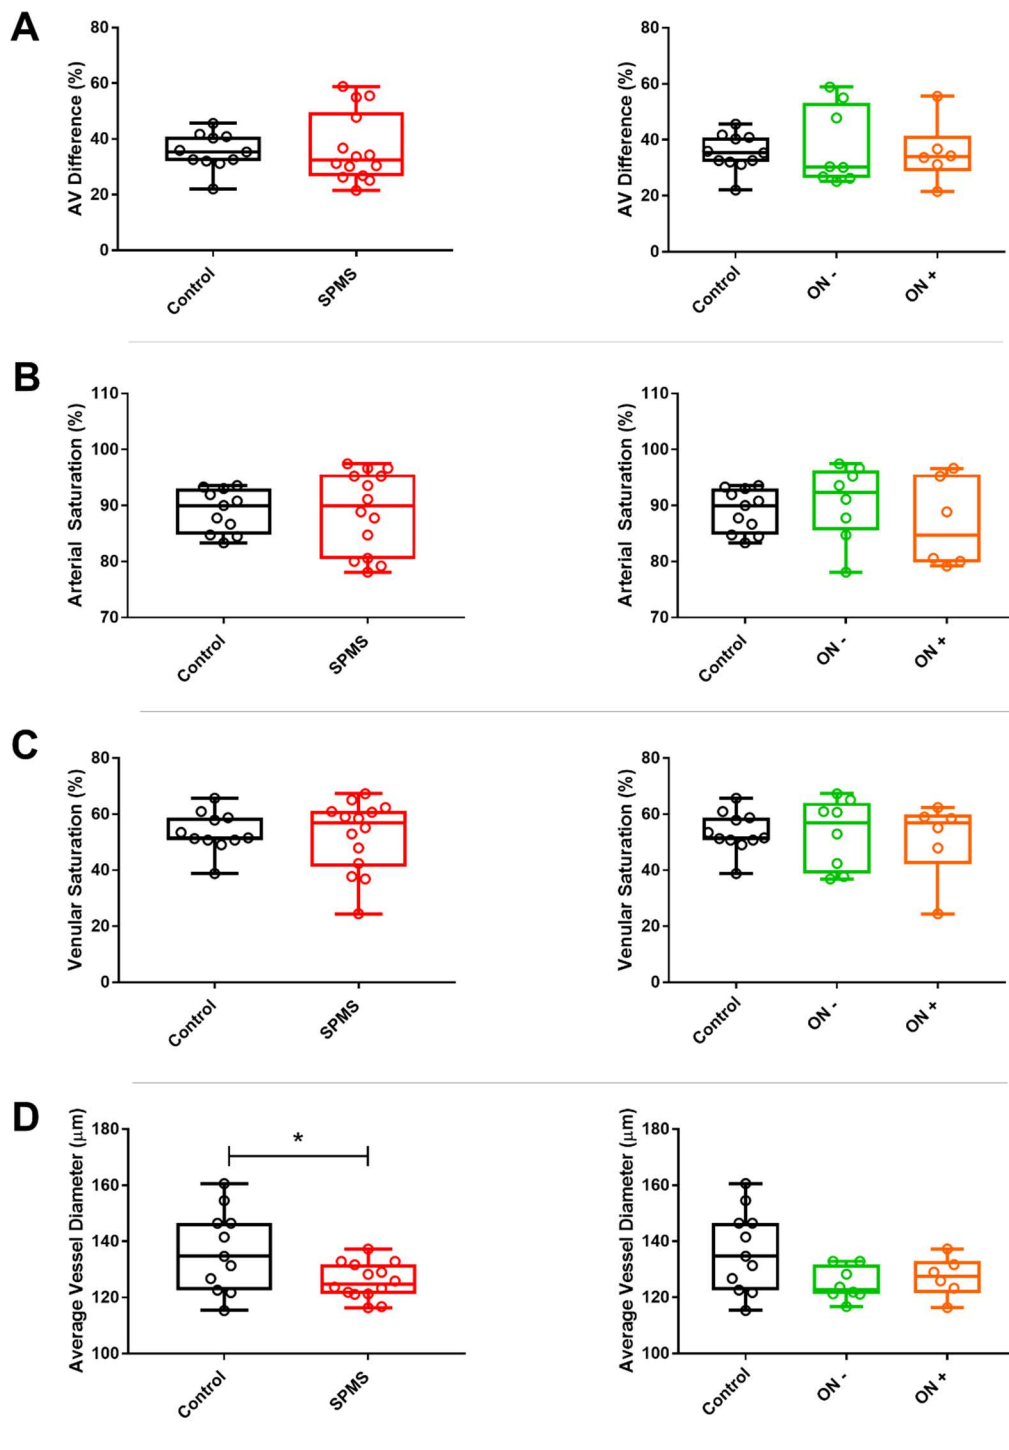 A
AV Difference (%)
80
60
40
20
0
Control
SPMS
AV Difference (%)
80
60
40
20
0
Control
ON -
ON +
B
Arterial Saturation (%)
110
100
90
80
70
Control
SPMS
Arterial Saturation (%)
110
100
90
80
70
Control
ON -
ON +
C
Venular Saturation (%)
80
60
40
20
0
Control
SPMS
Venular Saturation (%)
80
60
40
20
0
Control
ON -
ON +
D
Average Vessel Diameter (μm)
180
160
140
120
100
*
Control
SPMS
Average Vessel Diameter (μm)
180
160
140
120
100
Control
ON -
ON +